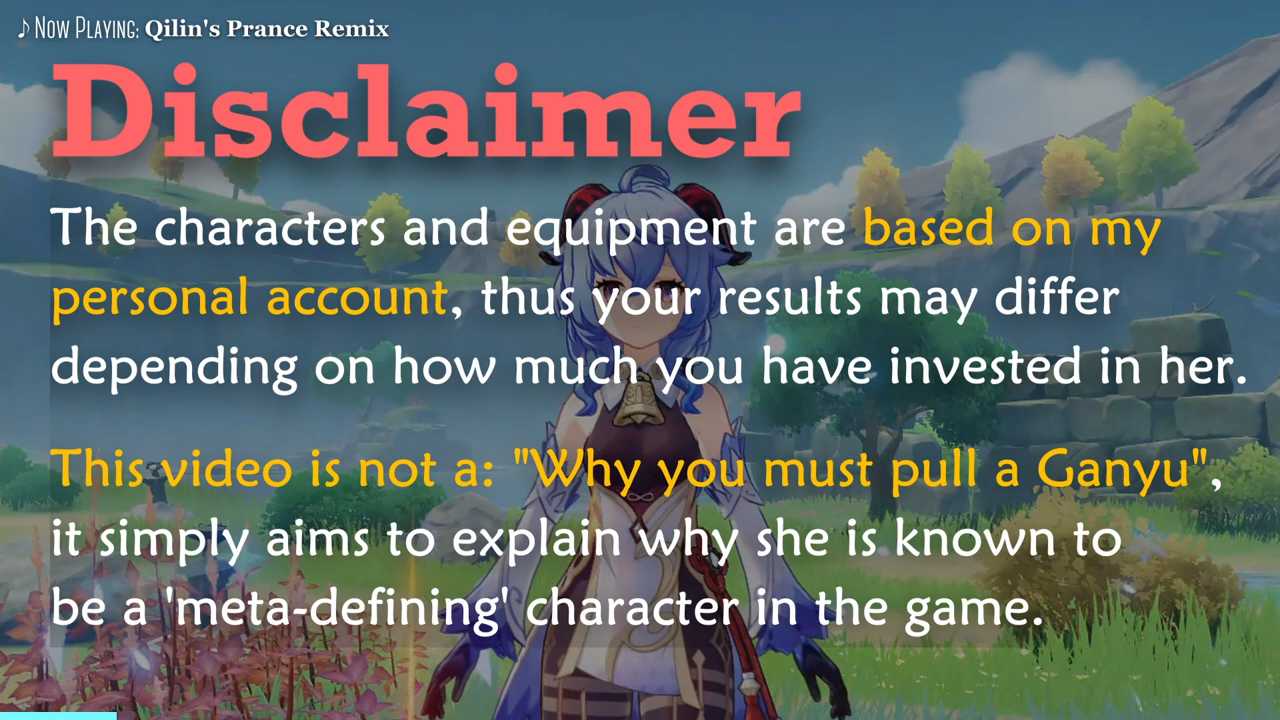 ♪ Now Playing: Qilin's Prance Remix
Disclaimer
The characters and equipment are based on my
personal account, thus your results may differ
depending on how much you have invested in her.
This video is not a: "Why you must pull a Ganyu",
it simply aims to explain why she is known to
be a 'meta-defining' character in the game.